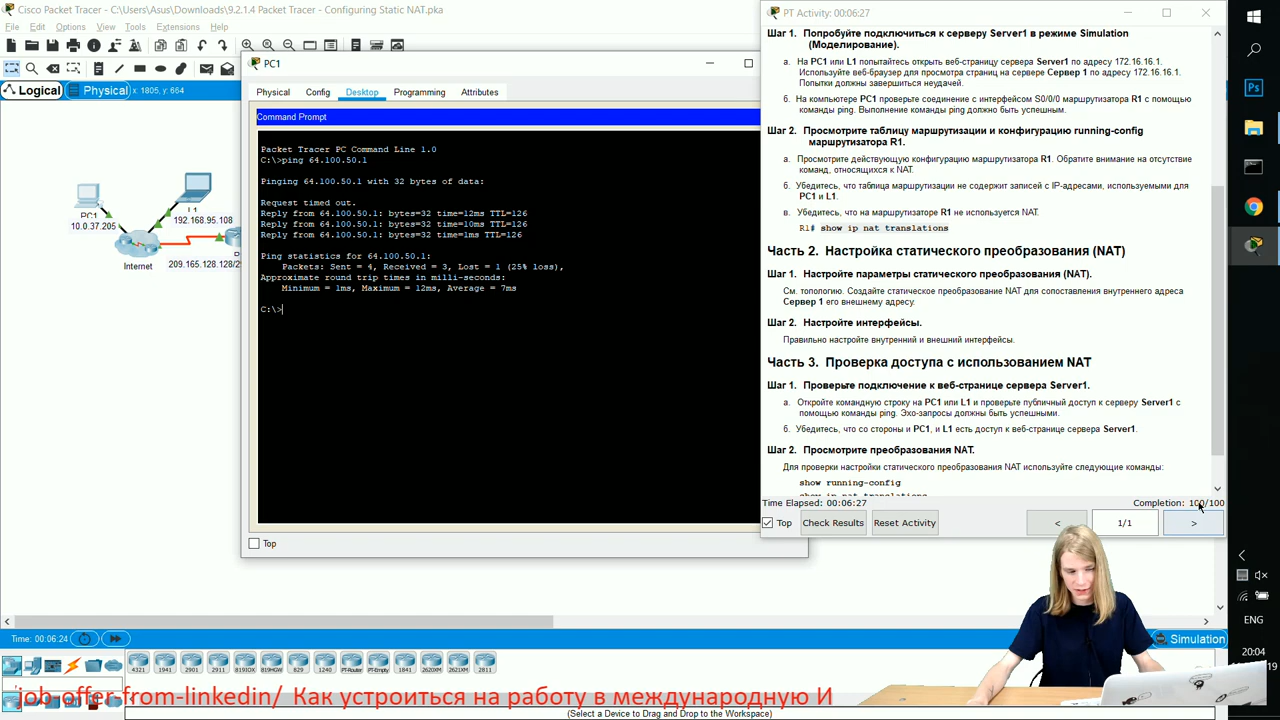 Cisco Packet Tracer - C:\Users\Asus\Downloads\9.2.1.4 Packet Tracer - Configuring Static NAT.pka
File Edit Options View Tools Extensions Help
Logical Physical x: 1805, y: 664
PC1
10.0.37.205
L1
192.168.95.108
Internet
209.165.128.128/2
PC1
Physical Config Desktop Programming Attributes
Command Prompt
Packet Tracer PC Command Line 1.0
C:\>ping 64.100.50.1
Pinging 64.100.50.1 with 32 bytes of data:
Request timed out.
Reply from 64.100.50.1: bytes=32 time=12ms TTL=126
Reply from 64.100.50.1: bytes=32 time=10ms TTL=126
Reply from 64.100.50.1: bytes=32 time=1ms TTL=126
Ping statistics for 64.100.50.1:
Packets: Sent = 4, Received = 3, Lost = 1 (25% loss),
Approximate round trip times in milli-seconds:
Minimum = 1ms, Maximum = 12ms, Average = 7ms
C:\>
Top
PT Activity: 00:06:27
Шаг 1. Попробуйте подключиться к серверу Server1 в режиме Simulation
(Моделирование).
а. На PC1 или L1 попытайтесь открыть веб-страницу сервера Server1 по адресу 172.16.16.1.
Используйте веб-браузер для просмотра страниц на сервере Сервер 1 по адресу 172.16.16.1.
Попытки должны завершиться неудачей.
б. На компьютере PC1 проверьте соединение с интерфейсом S0/0/0 маршрутизатора R1 с помощью
команды ping. Выполнение команды ping должно быть успешным.
Шаг 2. Просмотрите таблицу маршрутизации и конфигурацию running-config
маршрутизатора R1.
а. Просмотрите действующую конфигурацию маршрутизатора R1. Обратите внимание на отсутствие
команд, относящихся к NAT.
б. Убедитесь, что таблица маршрутизации не содержит записей с IP-адресами, используемыми для
PC1 и L1.
в. Убедитесь, что на маршрутизаторе R1 не используется NAT.
R1# show ip nat translations
Часть 2. Настройка статического преобразования (NAT)
Шаг 1. Настройте параметры статического преобразования (NAT).
См. топологию. Создайте статическое преобразование NAT для сопоставления внутреннего адреса
Сервер 1 его внешнему адресу.
Шаг 2. Настройте интерфейсы.
Правильно настройте внутренний и внешний интерфейсы.
Часть 3. Проверка доступа с использованием NAT
Шаг 1. Проверьте подключение к веб-странице сервера Server1.
а. Откройте командную строку на PC1 или L1 и проверьте публичный доступ к серверу Server1 с
помощью команды ping. Эхо-запросы должны быть успешными.
б. Убедитесь, что со стороны и PC1, и L1 есть доступ к веб-странице сервера Server1.
Шаг 2. Просмотрите преобразования NAT.
Для проверки настройки статического преобразования NAT используйте следующие команды:
show running-config
show ip nat translations
Time Elapsed: 00:06:27 Completion: 100/100
Top Check Results Reset Activity < 1/1 >
Time: 00:06:24 Simulation
4321 1941 2901 2911 819IOX 819HGW 829 1240 PT-Router PT-Empty 1841 2620XM 2621XM 2811
job-offer-from-linkedin/ Как устроиться на работу в международную И
(Select a Device to Drag and Drop to the Workspace)
Ps
ENG
20:04